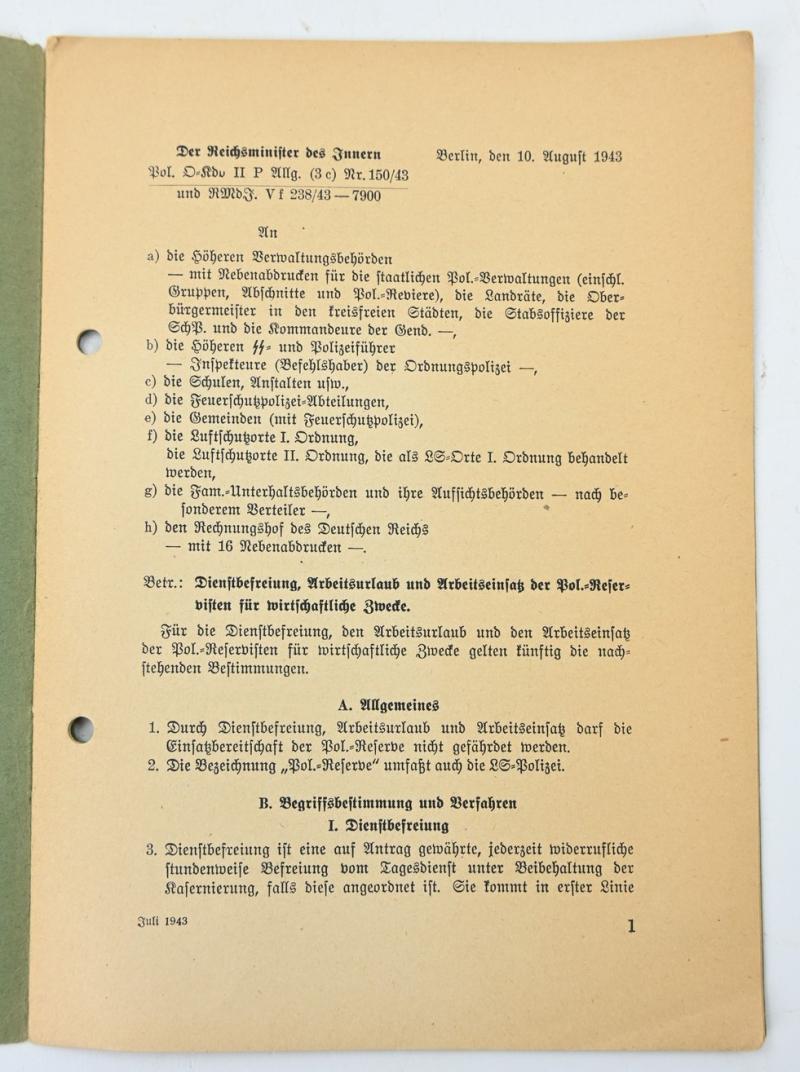 Der Reichsminister des Innern
Berlin, den 10. August 1943
Pol. O-Kdo II P Allg. (3 c) Nr. 150/43
und RMdJ. V f 238/43 — 7900
An
a) die Höheren Verwaltungsbehörden
— mit Nebenabdrucken für die staatlichen Pol.-Verwaltungen (einschl.
Gruppen, Abschnitte und Pol.-Reviere), die Landräte, die Ober-
bürgermeister in den kreisfreien Städten, die Stabsoffiziere der
SchP. und die Kommandeure der Gend. —,
b) die Höheren ᛋᛋ- und Polizeiführer
— Inspekteure (Befehlshaber) der Ordnungspolizei —,
c) die Schulen, Anstalten usw.,
d) die Feuerschutzpolizei-Abteilungen,
e) die Gemeinden (mit Feuerschutzpolizei),
f) die Luftschutzorte I. Ordnung,
die Luftschutzorte II. Ordnung, die als LS-Orte I. Ordnung behandelt
werden,
g) die Fam.-Unterhaltsbehörden und ihre Aufsichtsbehörden — nach be-
sonderem Verteiler —,
h) den Rechnungshof des Deutschen Reichs
— mit 16 Nebenabdrucken —.
Betr.: Dienstbefreiung, Arbeitsurlaub und Arbeitseinsatz der Pol.-Reser-
visten für wirtschaftliche Zwecke.
Für die Dienstbefreiung, den Arbeitsurlaub und den Arbeitseinsatz
der Pol.-Reservisten für wirtschaftliche Zwecke gelten künftig die nach-
stehenden Bestimmungen.
A. Allgemeines
1. Durch Dienstbefreiung, Arbeitsurlaub und Arbeitseinsatz darf die
Einsatzbereitschaft der Pol.-Reserve nicht gefährdet werden.
2. Die Bezeichnung „Pol.-Reserve“ umfaßt auch die LS-Polizei.
B. Begriffsbestimmung und Verfahren
I. Dienstbefreiung
3. Dienstbefreiung ist eine auf Antrag gewährte, jederzeit widerrufliche
stundenweise Befreiung vom Tagesdienst unter Beibehaltung der
Kasernierung, falls diese angeordnet ist. Sie kommt in erster Linie
Juli 1943
1